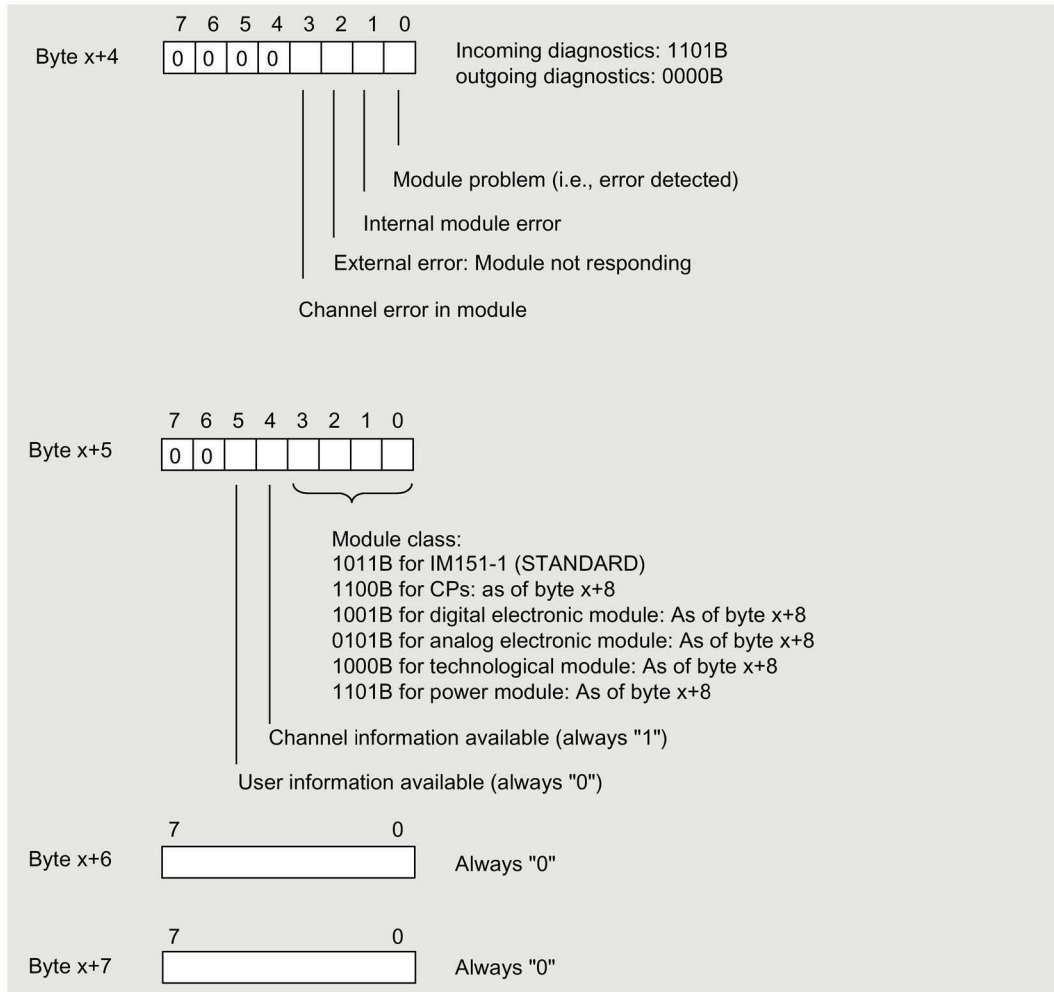 7 6 5 4 3 2 1 0
Byte x+4
0 0 0 0
Incoming diagnostics: 1101B
outgoing diagnostics: 0000B
Module problem (i.e., error detected)
Internal module error
External error: Module not responding
Channel error in module
7 6 5 4 3 2 1 0
Byte x+5
0 0
Module class:
1011B for IM151-1 (STANDARD)
1100B for CPs: as of byte x+8
1001B for digital electronic module: As of byte x+8
0101B for analog electronic module: As of byte x+8
1000B for technological module: As of byte x+8
1101B for power module: As of byte x+8
Channel information available (always "1")
User information available (always "0")
7 0
Byte x+6
Always "0"
7 0
Byte x+7
Always "0"